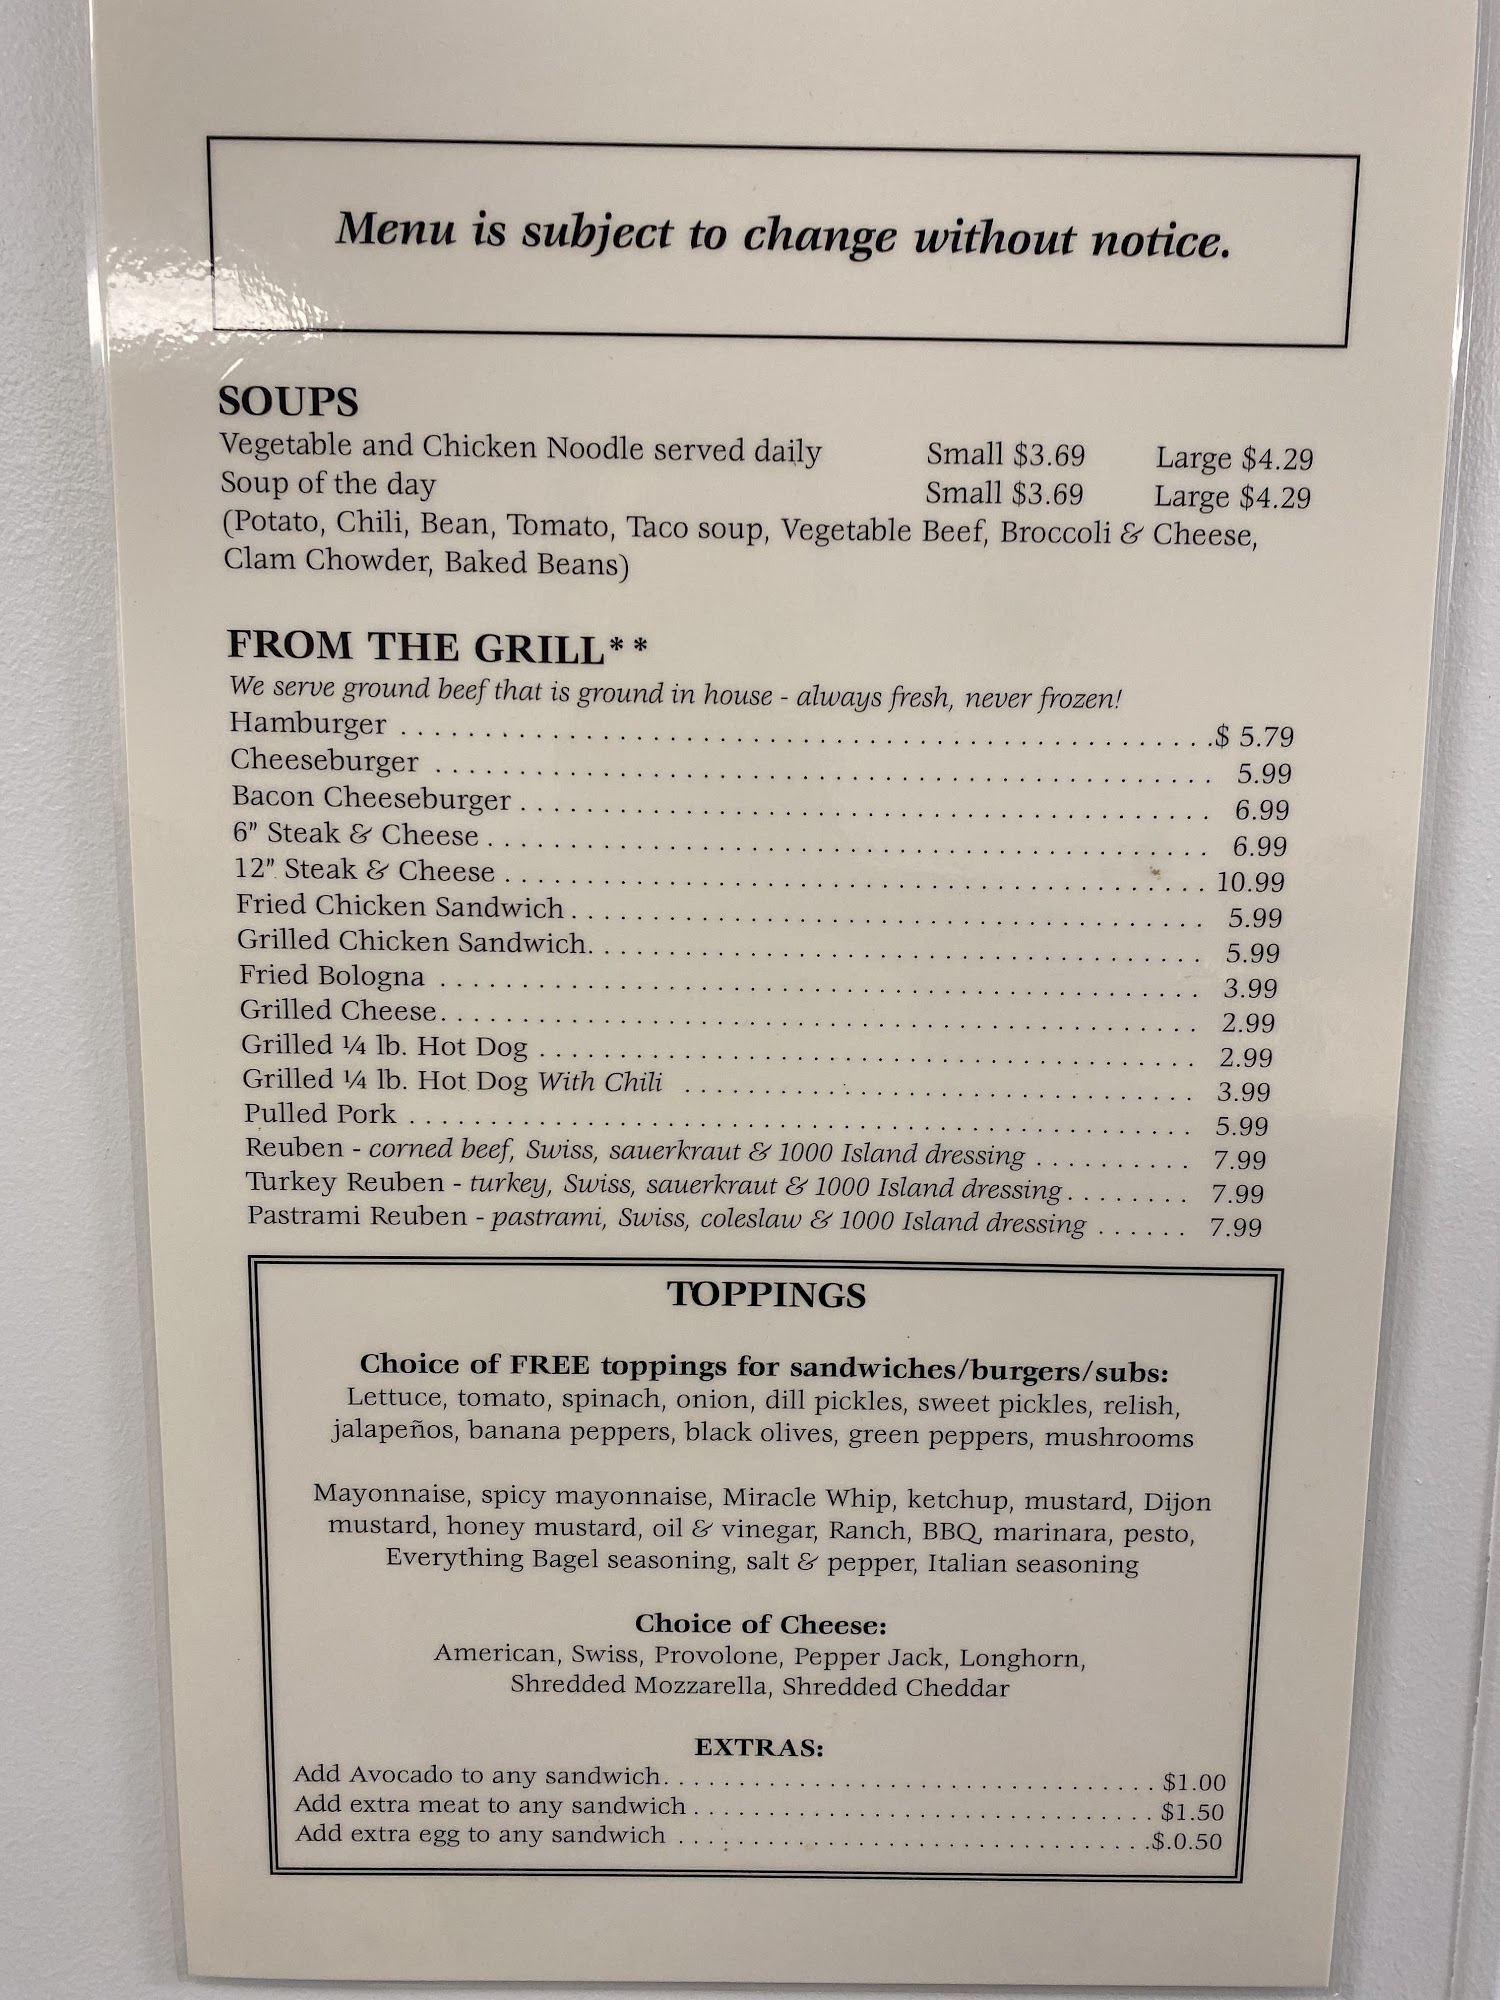 Menu is subject to change without notice.
SOUPS
Vegetable and Chicken Noodle served daily Small $3.69 Large $4.29
Soup of the day Small $3.69 Large $4.29
(Potato, Chili, Bean, Tomato, Taco soup, Vegetable Beef, Broccoli & Cheese,
Clam Chowder, Baked Beans)
FROM THE GRILL**
We serve ground beef that is ground in house - always fresh, never frozen!
Hamburger . . . . . . . . . . $ 5.79
Cheeseburger . . . . . . . . . . 5.99
Bacon Cheeseburger . . . . . . . . . . 6.99
6" Steak & Cheese . . . . . . . . . . 6.99
12" Steak & Cheese . . . . . . . . . . 10.99
Fried Chicken Sandwich . . . . . . . . . . 5.99
Grilled Chicken Sandwich . . . . . . . . . . 5.99
Fried Bologna . . . . . . . . . . 3.99
Grilled Cheese . . . . . . . . . . 2.99
Grilled ¼ lb. Hot Dog . . . . . . . . . . 2.99
Grilled ¼ lb. Hot Dog With Chili . . . . . . . . . . 3.99
Pulled Pork . . . . . . . . . . 5.99
Reuben - corned beef, Swiss, sauerkraut & 1000 Island dressing . . . . . . . . . . 7.99
Turkey Reuben - turkey, Swiss, sauerkraut & 1000 Island dressing . . . . . . . . 7.99
Pastrami Reuben - pastrami, Swiss, coleslaw & 1000 Island dressing . . . . . . 7.99
TOPPINGS
Choice of FREE toppings for sandwiches/burgers/subs:
Lettuce, tomato, spinach, onion, dill pickles, sweet pickles, relish,
jalapeños, banana peppers, black olives, green peppers, mushrooms
Mayonnaise, spicy mayonnaise, Miracle Whip, ketchup, mustard, Dijon
mustard, honey mustard, oil & vinegar, Ranch, BBQ, marinara, pesto,
Everything Bagel seasoning, salt & pepper, Italian seasoning
Choice of Cheese:
American, Swiss, Provolone, Pepper Jack, Longhorn,
Shredded Mozzarella, Shredded Cheddar
EXTRAS:
Add Avocado to any sandwich . . . . . . . . . . $1.00
Add extra meat to any sandwich . . . . . . . . . . $1.50
Add extra egg to any sandwich . . . . . . . . . . $.0.50